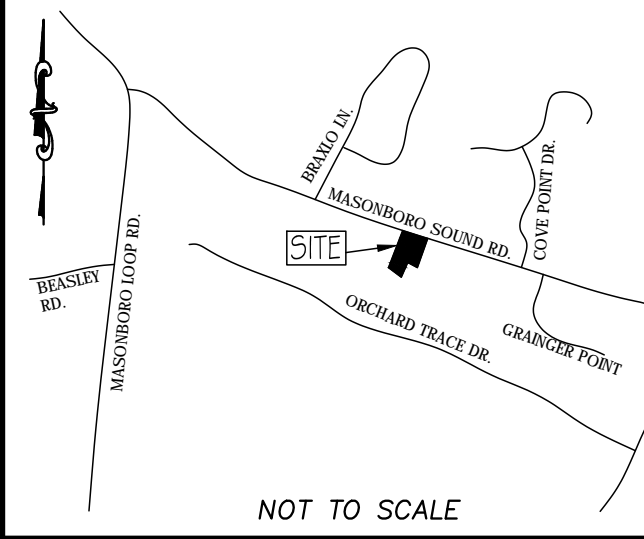 BRAXLO LN.
COVE POINT DR.
MASONBORO SOUND RD.
SITE
MASONBORO LOOP RD.
BEASLEY
RD.
ORCHARD TRACE DR.
GRAINGER POINT
NOT TO SCALE